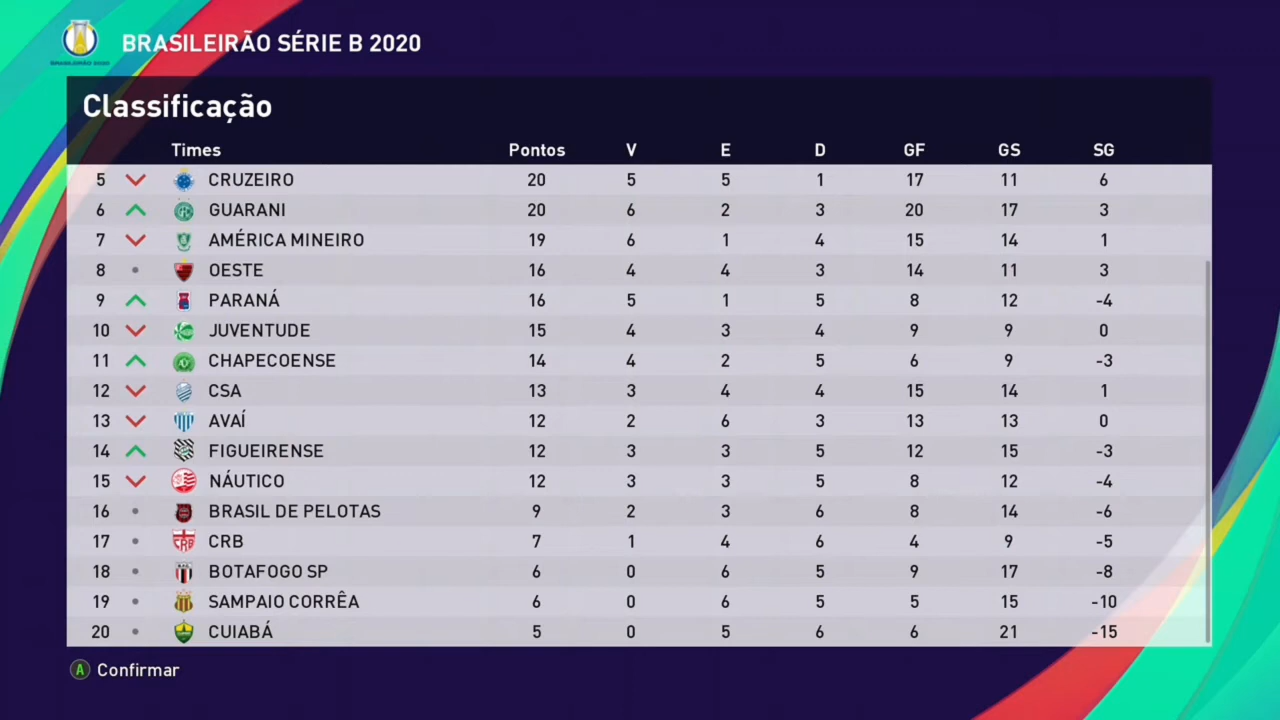 BRASILEIRÃO SÉRIE B 2020
BRASILEIRÃO 2020
Classificação
Times Pontos V E D GF GS SG
5 CRUZEIRO 20 5 5 1 17 11 6
6 GUARANI 20 6 2 3 20 17 3
7 AMÉRICA MINEIRO 19 6 1 4 15 14 1
8 OESTE 16 4 4 3 14 11 3
9 PARANÁ 16 5 1 5 8 12 -4
10 JUVENTUDE 15 4 3 4 9 9 0
11 CHAPECOENSE 14 4 2 5 6 9 -3
12 CSA 13 3 4 4 15 14 1
13 AVAÍ 12 2 6 3 13 13 0
14 FIGUEIRENSE 12 3 3 5 12 15 -3
15 NÁUTICO 12 3 3 5 8 12 -4
16 BRASIL DE PELOTAS 9 2 3 6 8 14 -6
17 CRB 7 1 4 6 4 9 -5
18 BOTAFOGO SP 6 0 6 5 9 17 -8
19 SAMPAIO CORRÊA 6 0 6 5 5 15 -10
20 CUIABÁ 5 0 5 6 6 21 -15
A Confirmar